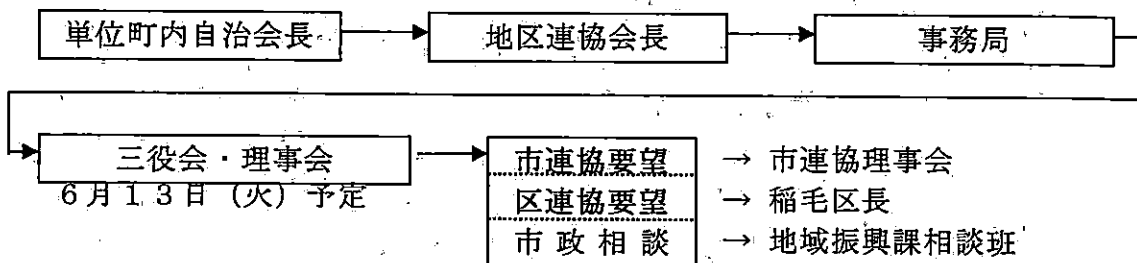 単位町内自治会長 → 地区連協会長 → 事務局
三役会・理事会
6月13日（火）予定
市連協要望 → 市連協理事会
区連協要望 → 稲毛区長
市政相談 → 地域振興課相談班